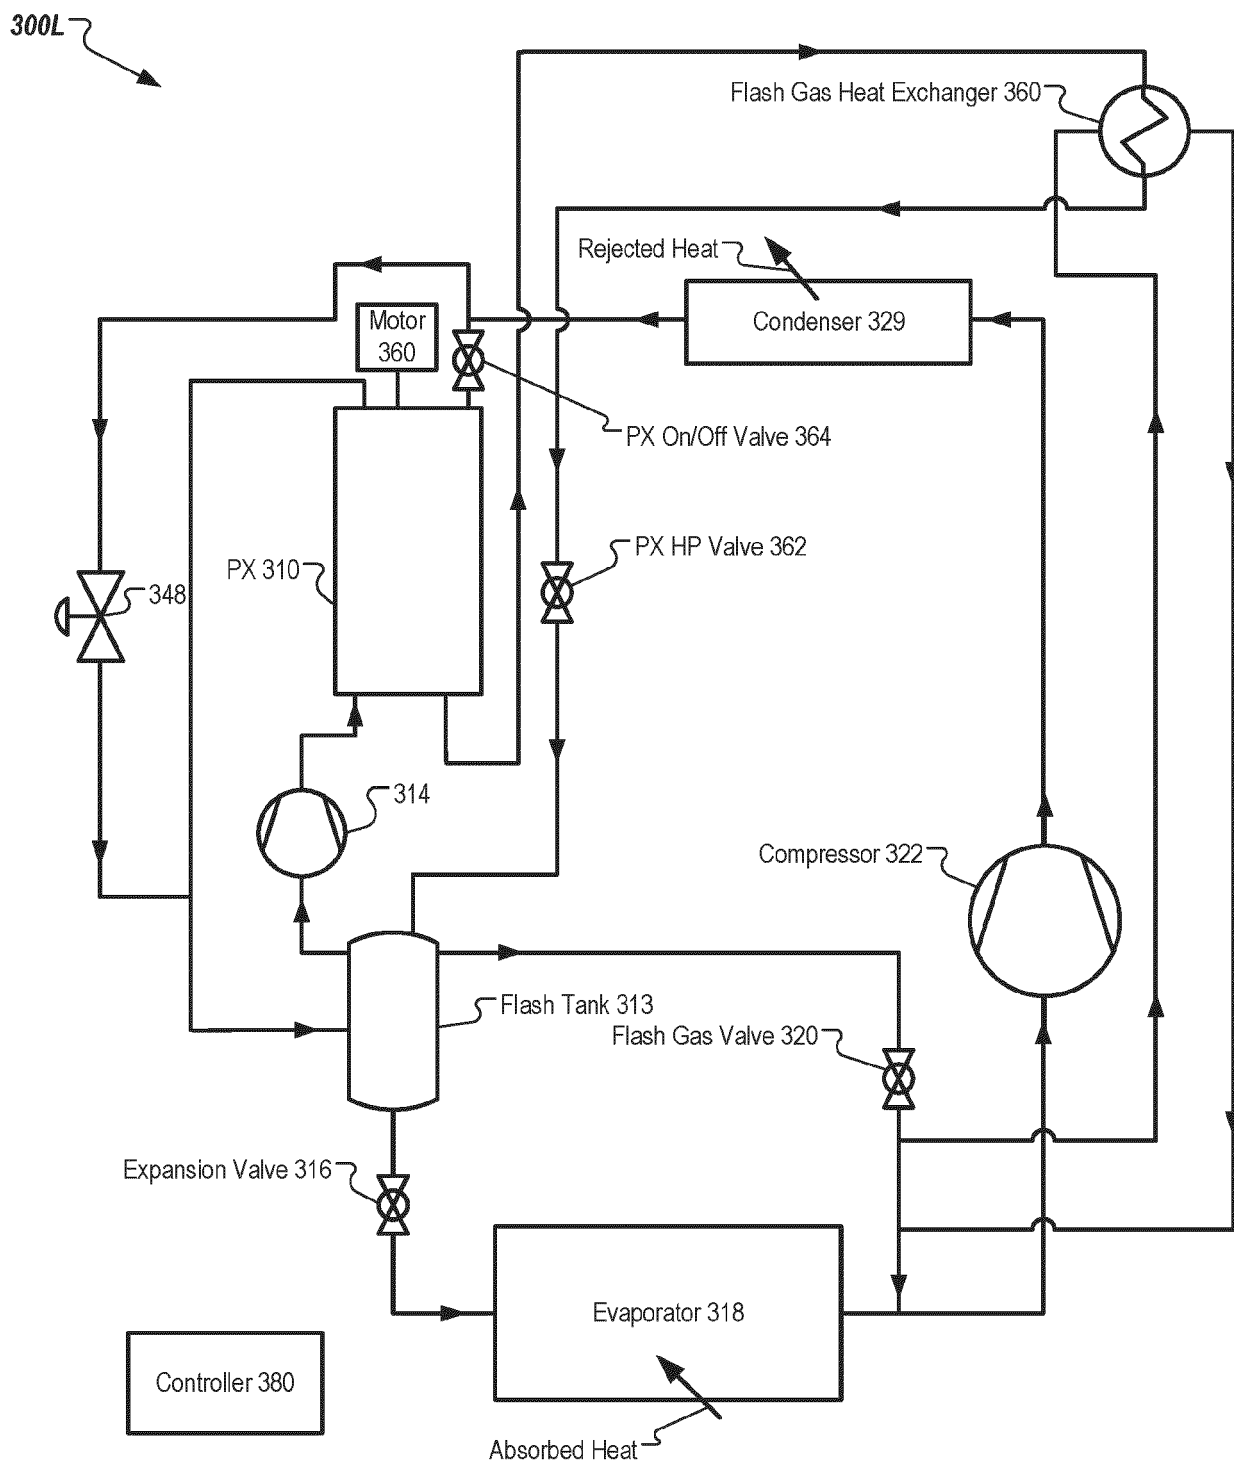 300L
Flash Gas Heat Exchanger 360
Rejected Heat
Motor
360
Condenser 329
PX On/Off Valve 364
PX HP Valve 362
PX 310
348
314
Compressor 322
Flash Tank 313
Flash Gas Valve 320
Expansion Valve 316
Evaporator 318
Controller 380
Absorbed Heat